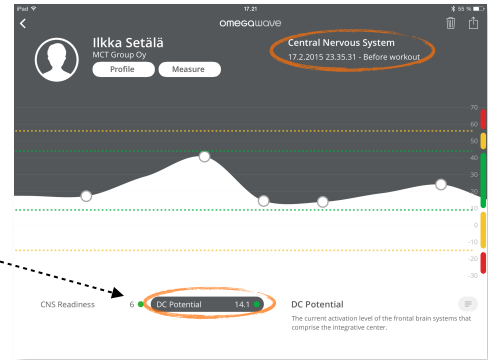 iPad 17.21 55 %
omegawave
Ilkka Setälä
MCT Group Oy
Profile Measure
Central Nervous System
17.2.2015 23.35.31 - Before workout
70
60
50
40
30
20
10
0
-10
-20
-30
CNS Readiness 6 DC Potential 14.1
DC Potential
The current activation level of the frontal brain systems that
comprise the integrative center.